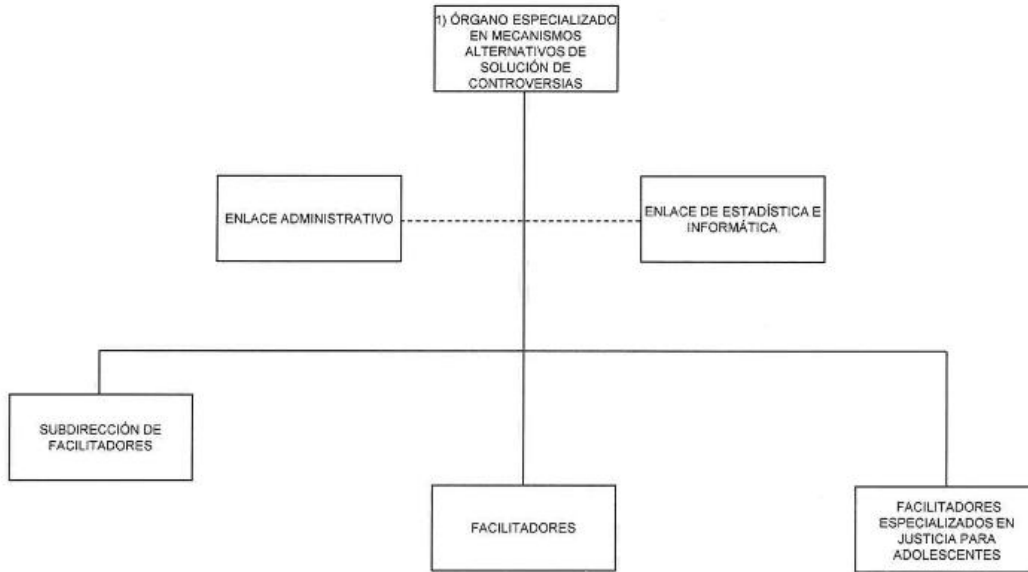 1) ÓRGANO ESPECIALIZADO
EN MECANISMOS
ALTERNATIVOS DE
SOLUCIÓN DE
CONTROVERSIAS
ENLACE ADMINISTRATIVO
ENLACE DE ESTADÍSTICA E
INFORMÁTICA
SUBDIRECCIÓN DE
FACILITADORES
FACILITADORES
FACILITADORES
ESPECIALIZADOS EN
JUSTICIA PARA
ADOLESCENTES